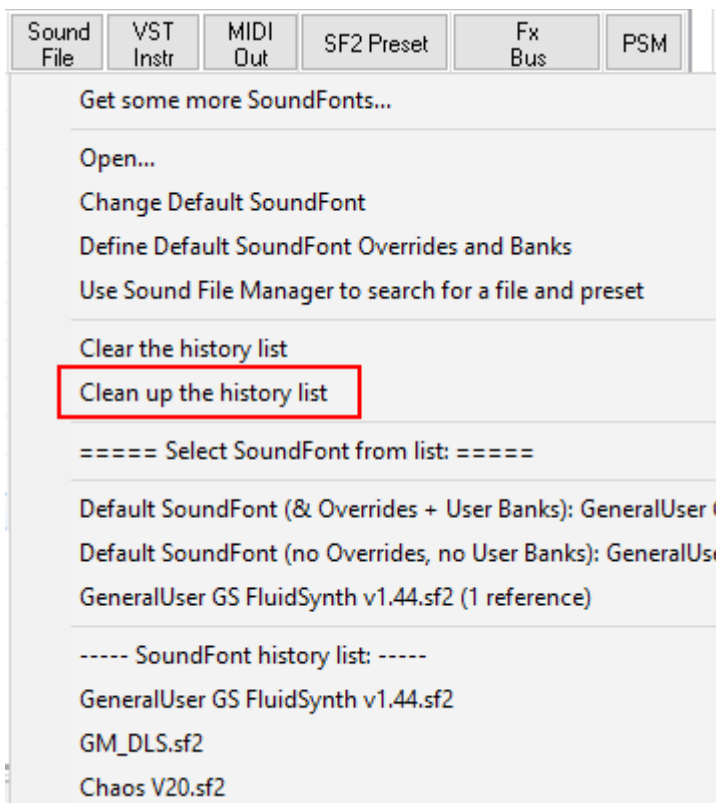 Sound File
VST Instr
MIDI Out
SF2 Preset
Fx Bus
PSM
Get some more SoundFonts...
Open...
Change Default SoundFont
Define Default SoundFont Overrides and Banks
Use Sound File Manager to search for a file and preset
Clear the history list
Clean up the history list
===== Select SoundFont from list: =====
Default SoundFont (& Overrides + User Banks): GeneralUser
Default SoundFont (no Overrides, no User Banks):
GeneralUser GS FluidSynth v1.44.sf2 (1 reference)
----- SoundFont history list: -----
GeneralUser GS FluidSynth v1.44.sf2
GM_DLS.sf2
Chaos V20.sf2